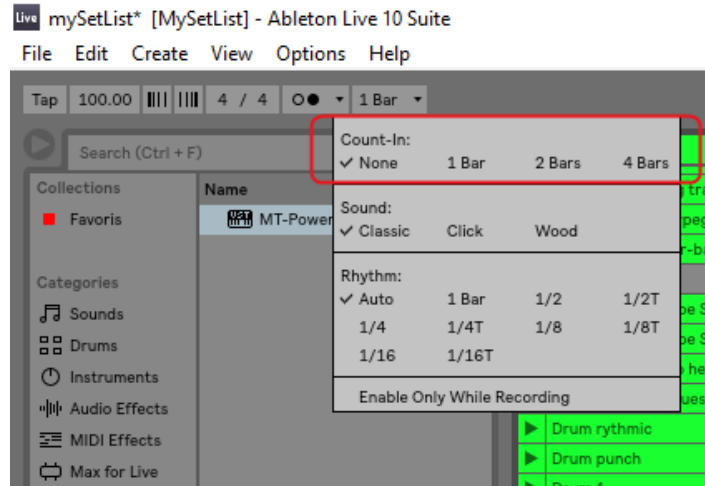 Live mySetList* [MySetList] - Ableton Live 10 Suite
File Edit Create View Options Help
Tap 100.00 4 / 4 1 Bar
Search (Ctrl + F)
Count-In:
✓ None 1 Bar 2 Bars 4 Bars
Sound:
✓ Classic Click Wood
Rhythm:
✓ Auto 1 Bar 1/2 1/2T
1/4 1/4T 1/8 1/8T
1/16 1/16T
Enable Only While Recording
Collections
Favoris
Categories
Sounds
Drums
Instruments
Audio Effects
MIDI Effects
Max for Live
Name
VST MT-Power
Drum rythmic
Drum punch